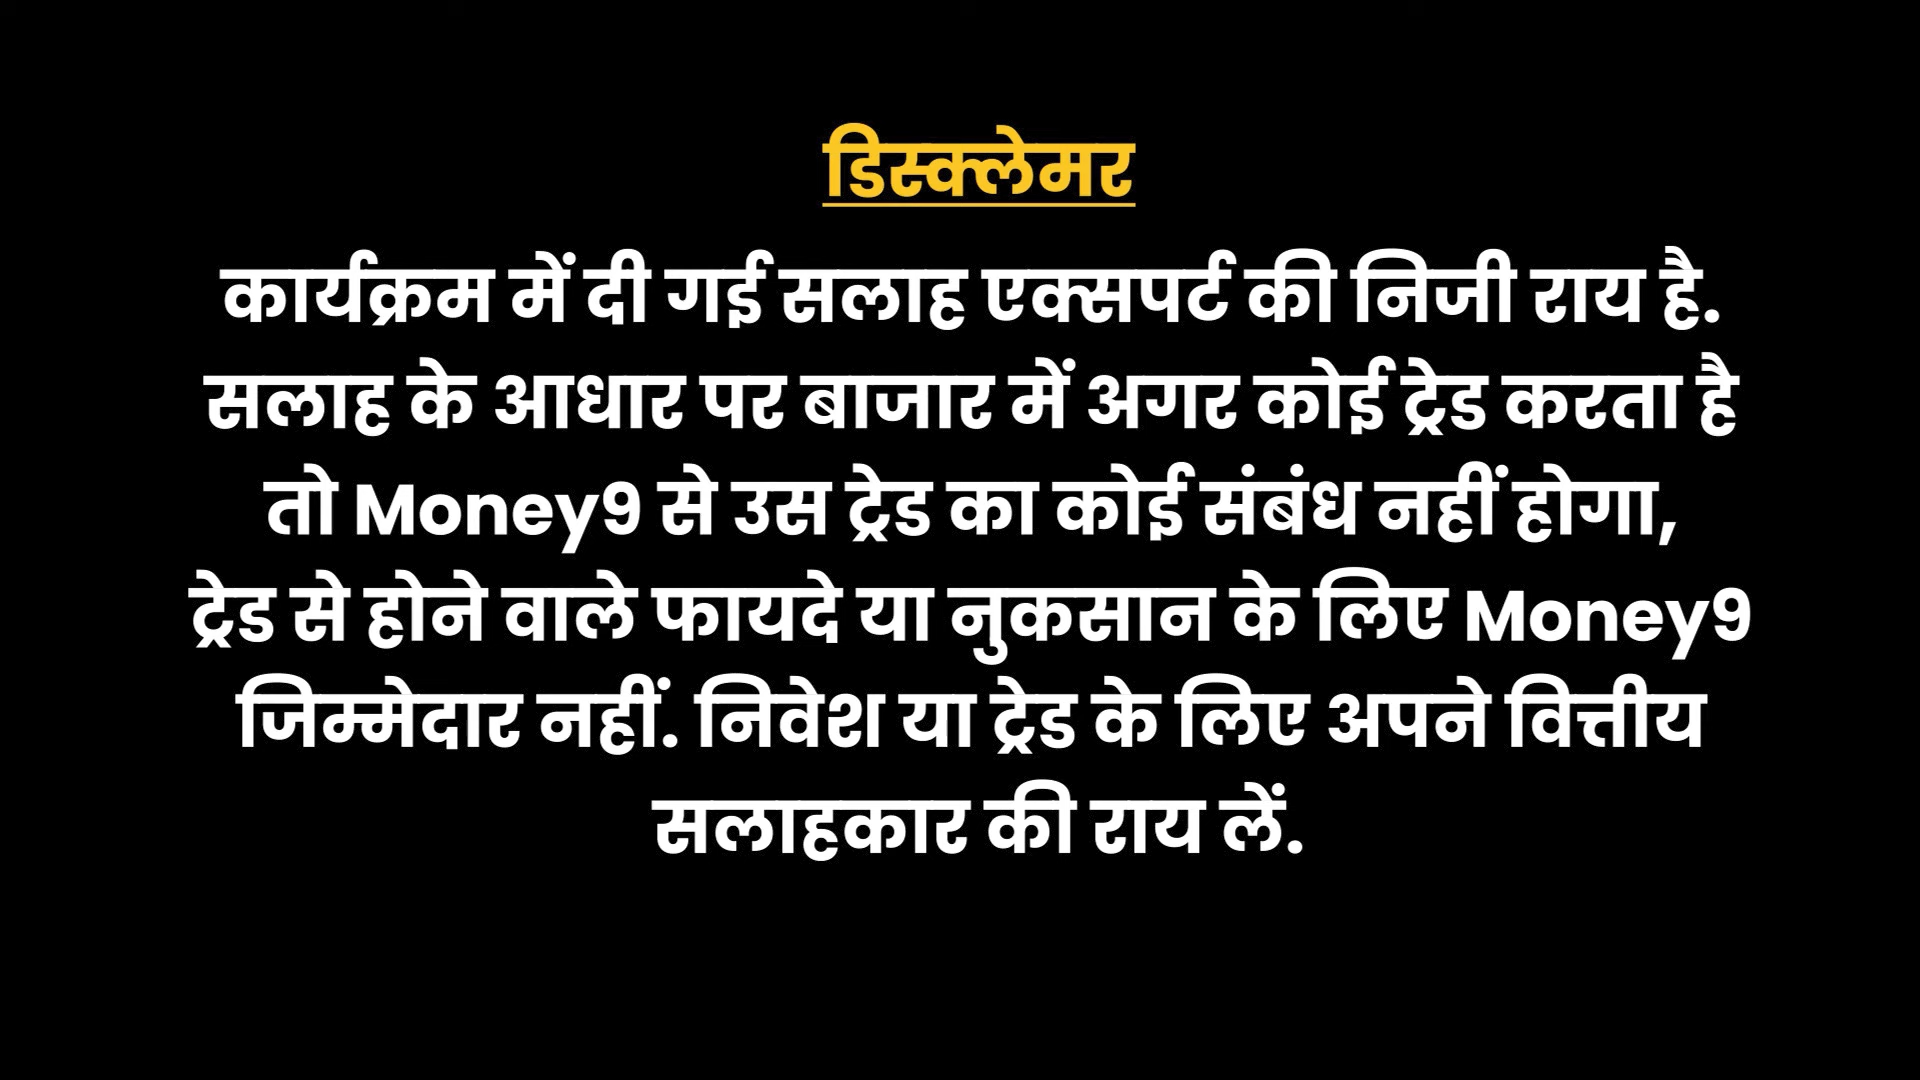 डिस्क्लेमर
कार्यक्रम में दी गई सलाह एक्सपर्ट की निजी राय है.
सलाह के आधार पर बाजार में अगर कोई ट्रेड करता है
तो Money9 से उस ट्रेड का कोई संबंध नहीं होगा,
ट्रेड से होने वाले फायदे या नुकसान के लिए Money9
जिम्मेदार नहीं. निवेश या ट्रेड के लिए अपने वित्तीय
सलाहकार की राय लें.